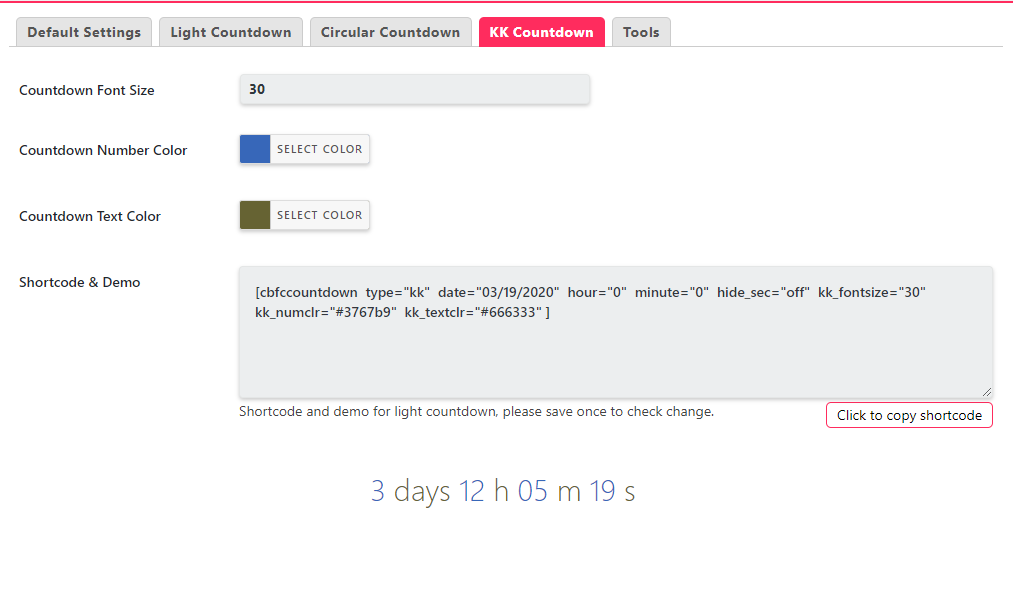 Default Settings Light Countdown Circular Countdown KK Countdown Tools
Countdown Font Size 30
Countdown Number Color SELECT COLOR
Countdown Text Color SELECT COLOR
Shortcode & Demo
[cbfccountdown type="kk" date="03/19/2020" hour="0" minute="0" hide_sec="off" kk_fontsize="30"
kk_numclr="#3767b9" kk_textclr="#666333" ]
Shortcode and demo for light countdown, please save once to check change.
Click to copy shortcode
3 days 12 h 05 m 19 s